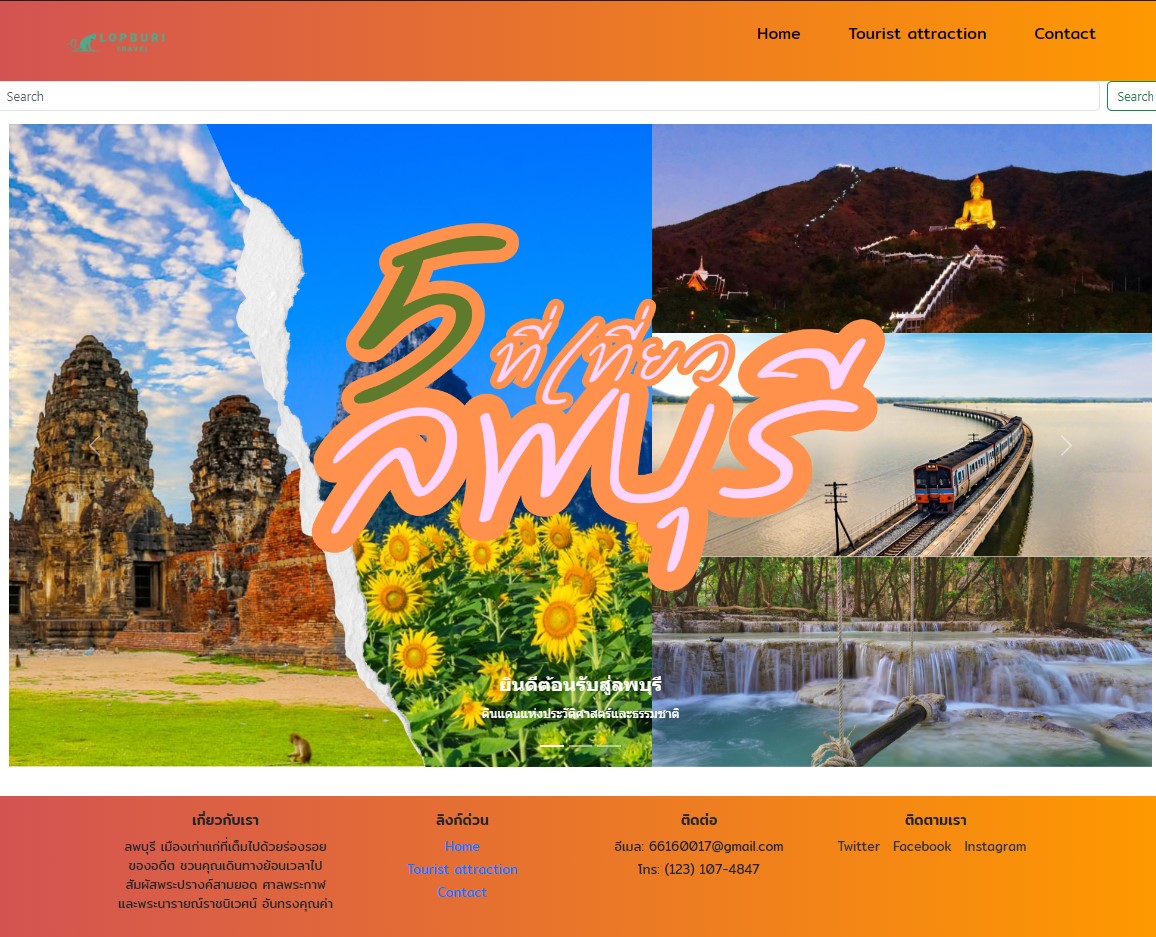 LOPBURI
TRAVEL
Home Tourist attraction Contact
Search Search
5 ที่เที่ยว
ลพบุรี
ยินดีต้อนรับสู่ลพบุรี
ดินแดนแห่งประวัติศาสตร์และธรรมชาติ
เกี่ยวกับเรา
ลพบุรี เมืองเก่าแก่ที่เต็มไปด้วยร่องรอย
ของอดีต ชวนคุณเดินทางย้อนเวลาไป
สัมผัสพระปรางค์สามยอด ศาลพระกาฬ
และพระนารายณ์ราชนิเวศน์ อันทรงคุณค่า
ลิงก์ด่วน
Home
Tourist attraction
Contact
ติดต่อ
อีเมล: 66160017@gmail.com
โทร: (123) 107-4847
ติดตามเรา
Twitter Facebook Instagram